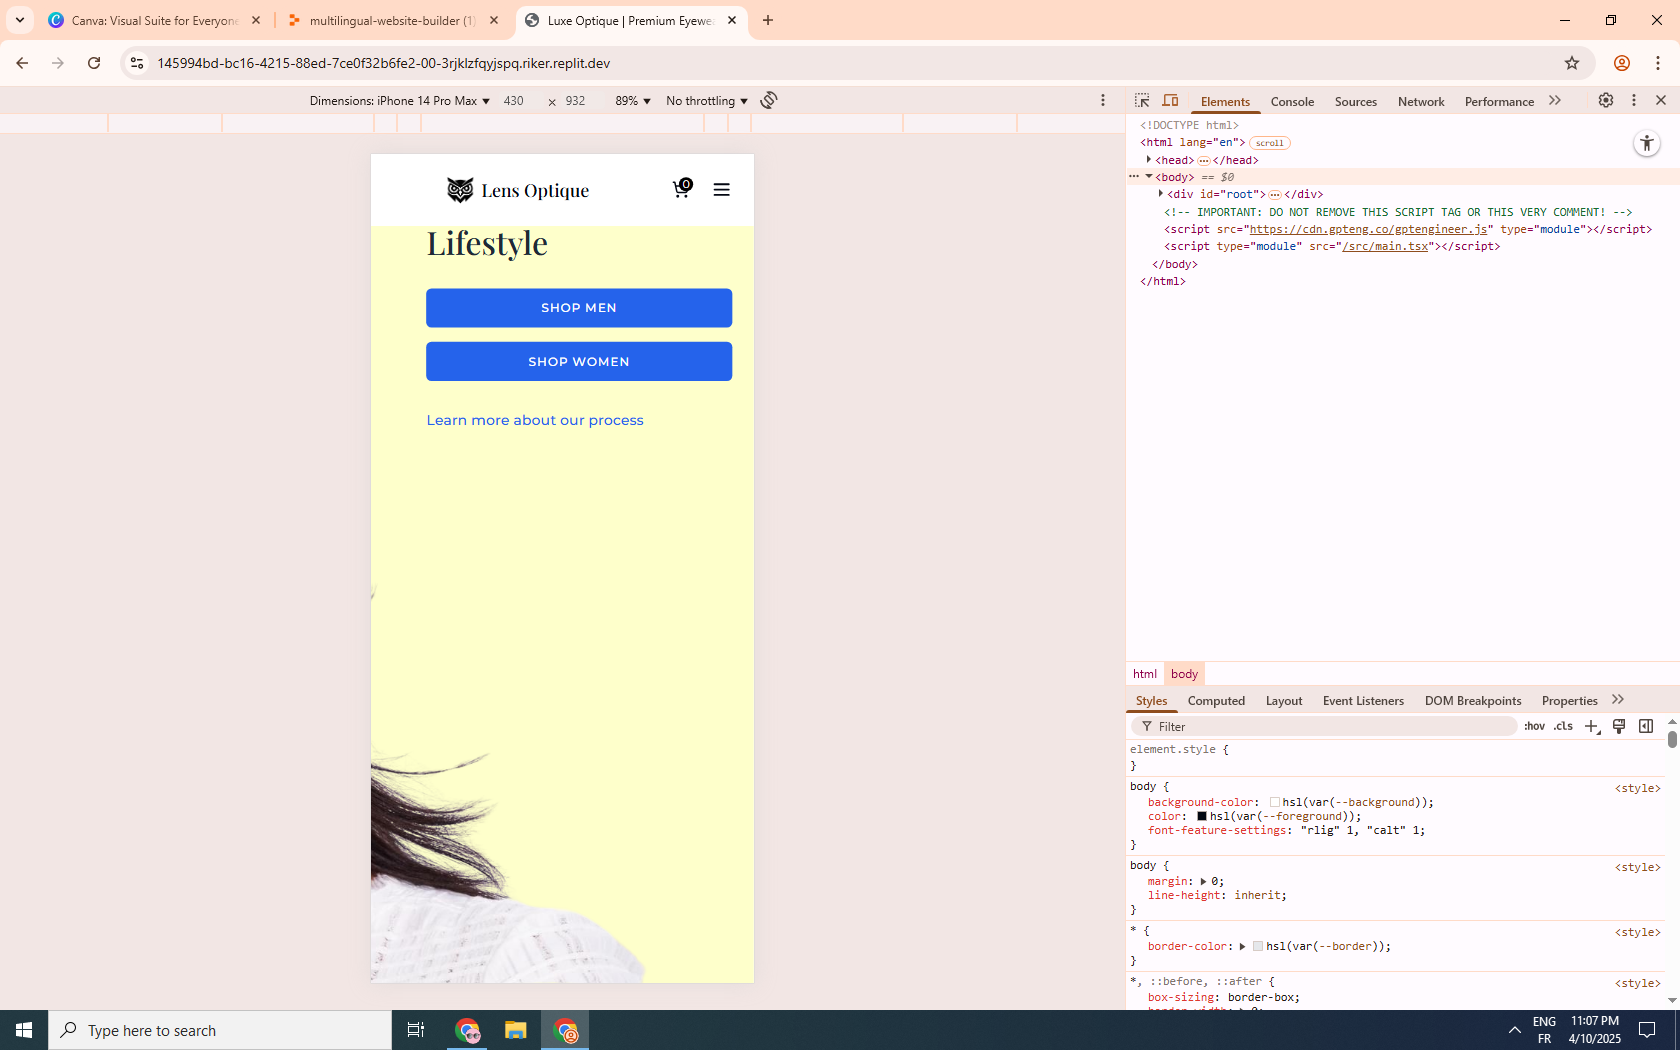 Canva: Visual Suite for Everyone
multilingual-website-builder (1)
Luxe Optique | Premium Eyewea
145994bd-bc16-4215-88ed-7ce0f32b6fe2-00-3rjklzfqyjspq.riker.replit.dev
Dimensions: iPhone 14 Pro Max 430 × 932 89% No throttling
Elements Console Sources Network Performance
Lens Optique 0
Lifestyle
SHOP MEN
SHOP WOMEN
Learn more about our process
<!DOCTYPE html>
<html lang="en"> scroll
<head> … </head>
<body> == $0
<div id="root"> … </div>
<!-- IMPORTANT: DO NOT REMOVE THIS SCRIPT TAG OR THIS VERY COMMENT! -->
<script src="https://cdn.gpteng.co/gptengineer.js" type="module"></script>
<script type="module" src="/src/main.tsx"></script>
</body>
</html>
html body
Styles Computed Layout Event Listeners DOM Breakpoints Properties
Filter :hov .cls
element.style {
}
body { <style>
background-color: hsl(var(--background));
color: hsl(var(--foreground));
font-feature-settings: "rlig" 1, "calt" 1;
}
body { <style>
margin: 0;
line-height: inherit;
}
* { <style>
border-color: hsl(var(--border));
}
*, ::before, ::after { <style>
box-sizing: border-box;
border-width: 0;
Type here to search
ENG
FR
11:07 PM
4/10/2025